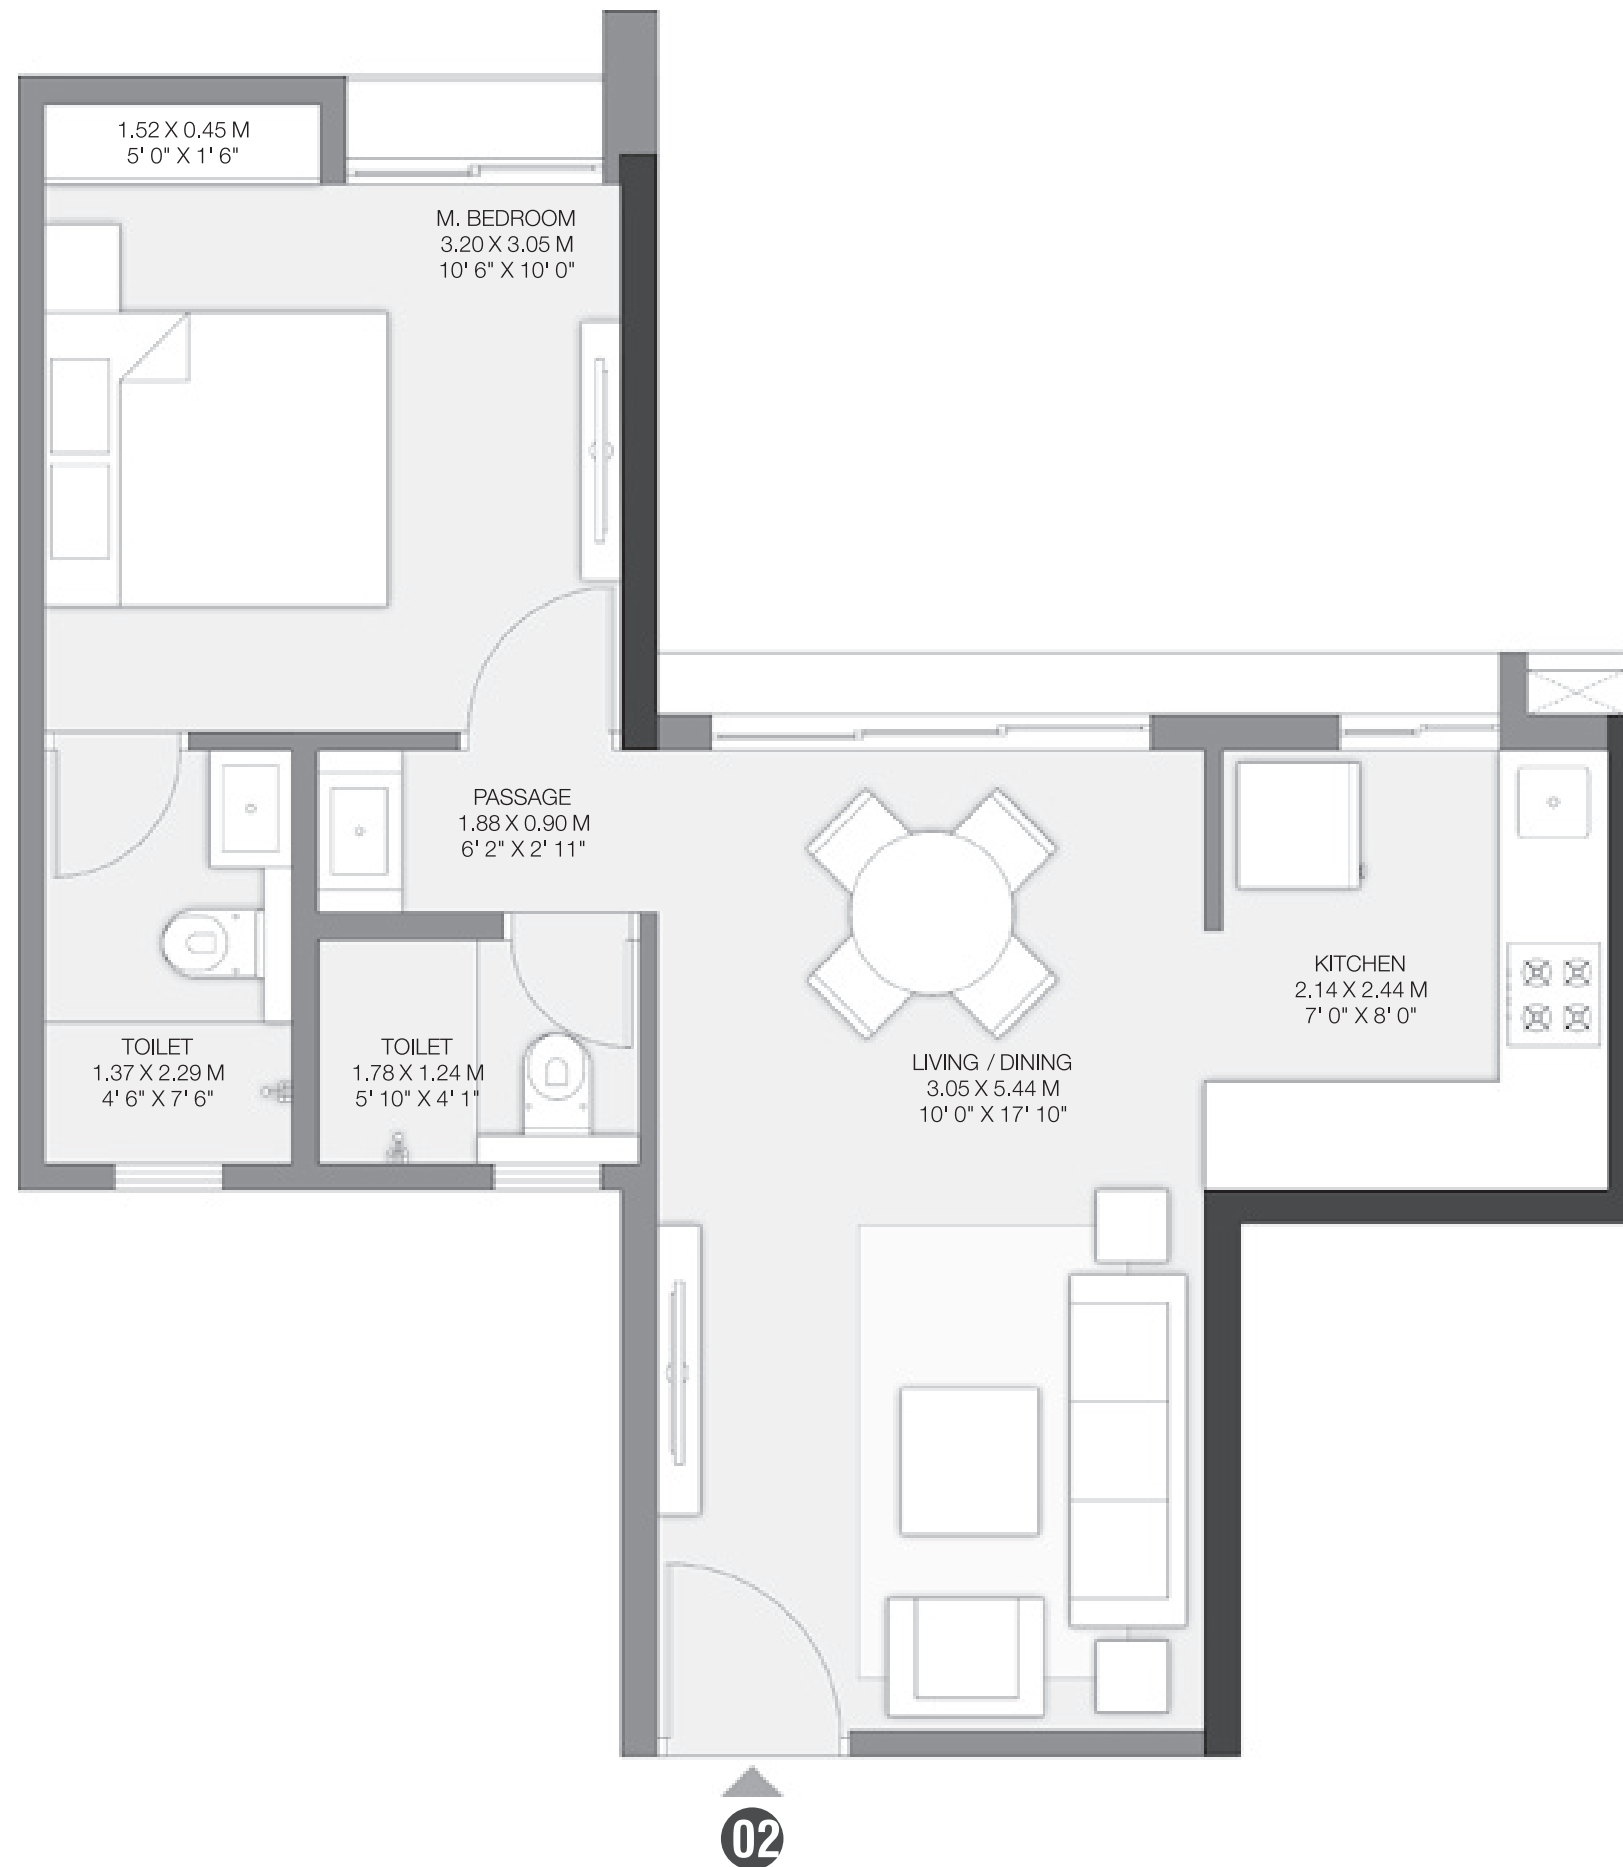 1.52 X 0.45 M
5' 0" X 1' 6"
M. BEDROOM
3.20 X 3.05 M
10' 6" X 10' 0"
PASSAGE
1.88 X 0.90 M
6' 2" X 2' 11"
KITCHEN
2.14 X 2.44 M
7' 0" X 8' 0"
TOILET
1.37 X 2.29 M
4' 6" X 7' 6"
TOILET
1.78 X 1.24 M
5' 10" X 4' 1"
LIVING / DINING
3.05 X 5.44 M
10' 0" X 17' 10"
02